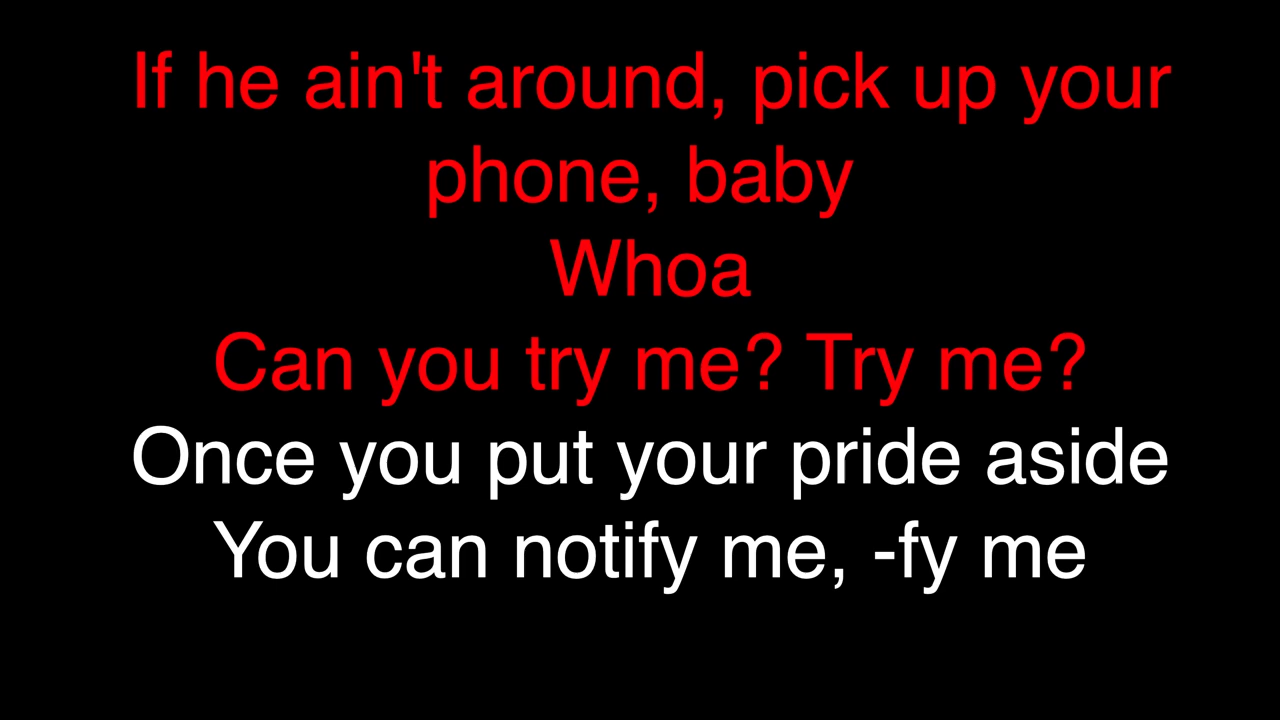 If he ain't around, pick up your
phone, baby
Whoa
Can you try me? Try me?
Once you put your pride aside
You can notify me, -fy me